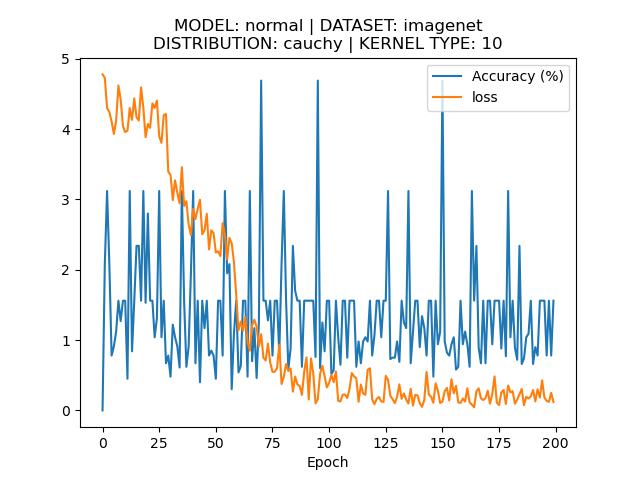 MODEL: normal | DATASET: imagenet
DISTRIBUTION: cauchy | KERNEL TYPE: 10
Accuracy (%)
loss
5
4
3
2
1
0
0 25 50 75 100 125 150 175 200
Epoch